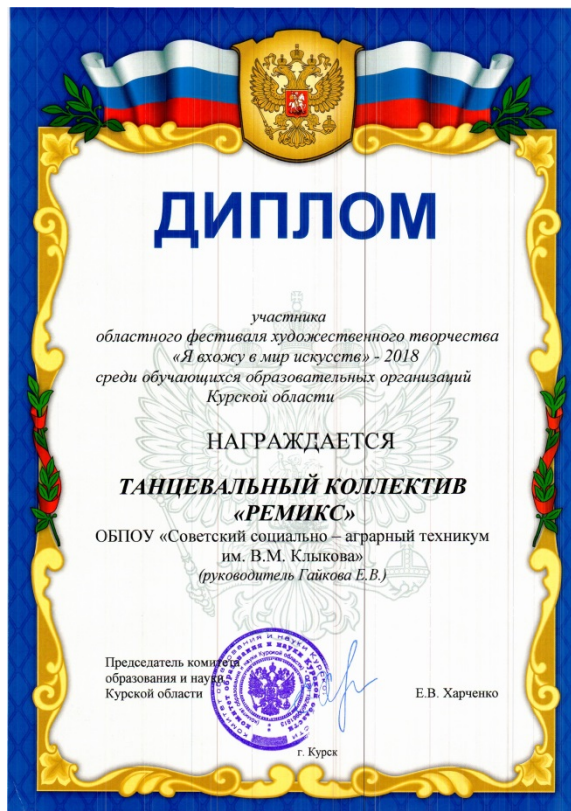 ДИПЛОМ
участника
областного фестиваля художественного творчества
«Я вхожу в мир искусств» - 2018
среди обучающихся образовательных организаций
Курской области
НАГРАЖДАЕТСЯ
ТАНЦЕВАЛЬНЫЙ КОЛЛЕКТИВ
«РЕМИКС»
ОБПОУ «Советский социально – аграрный техникум
им. В.М. Клыкова»
(руководитель Гайкова Е.В.)
Председатель комитета
образования и науки
Курской области
Е.В. Харченко
г. Курск